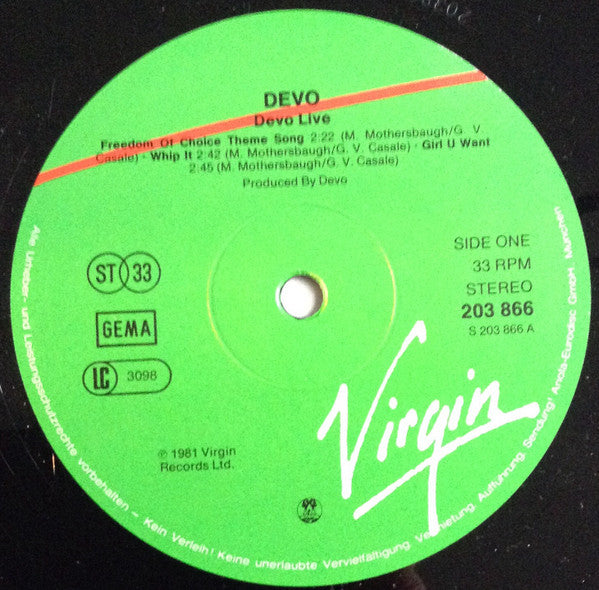 DEVO
Devo Live
Freedom Of Choice Theme Song 2:22 (M. Mothersbaugh/G. V.
Casale) · Whip It 2:42 (M. Mothersbaugh/G. V. Casale) · Girl U Want
2:45 (M. Mothersbaugh/G. V. Casale)
Produced By Devo
ST 33
GEMA
LC 3098
SIDE ONE
33 RPM
STEREO
203 866
S 203 866 A
Virgin
℗ 1981 Virgin
Records Ltd.
Alle Urheber- und Leistungsschutzrechte vorbehalten – Kein Verleih! Keine unerlaubte Vervielfältigung, Vermietung, Aufführung, Sendung! Ariola-Eurodisc GmbH München